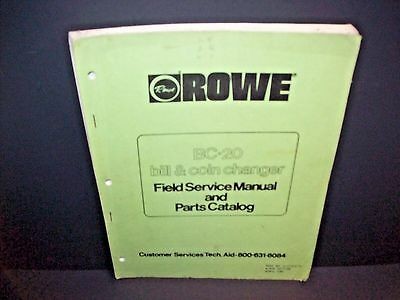 Rowe ROWE
BC-20
bill & coin changer
Field Service Manual
and
Parts Catalog
Customer Services Tech. Aid-800-631-8084